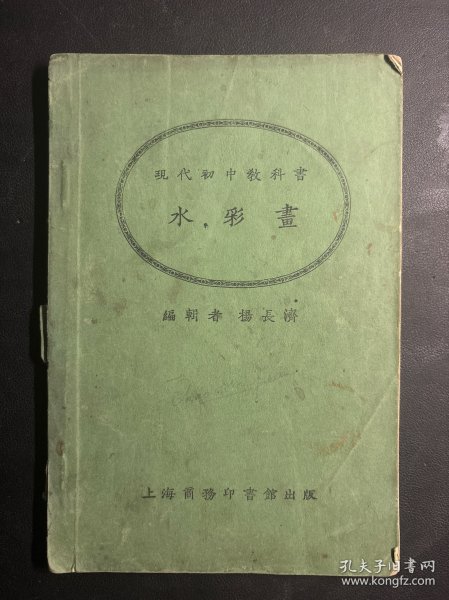 現代初中教科書
水彩畫
編輯者 楊長濟
上海商務印書館出版
孔夫子旧书网
www.kongfz.com